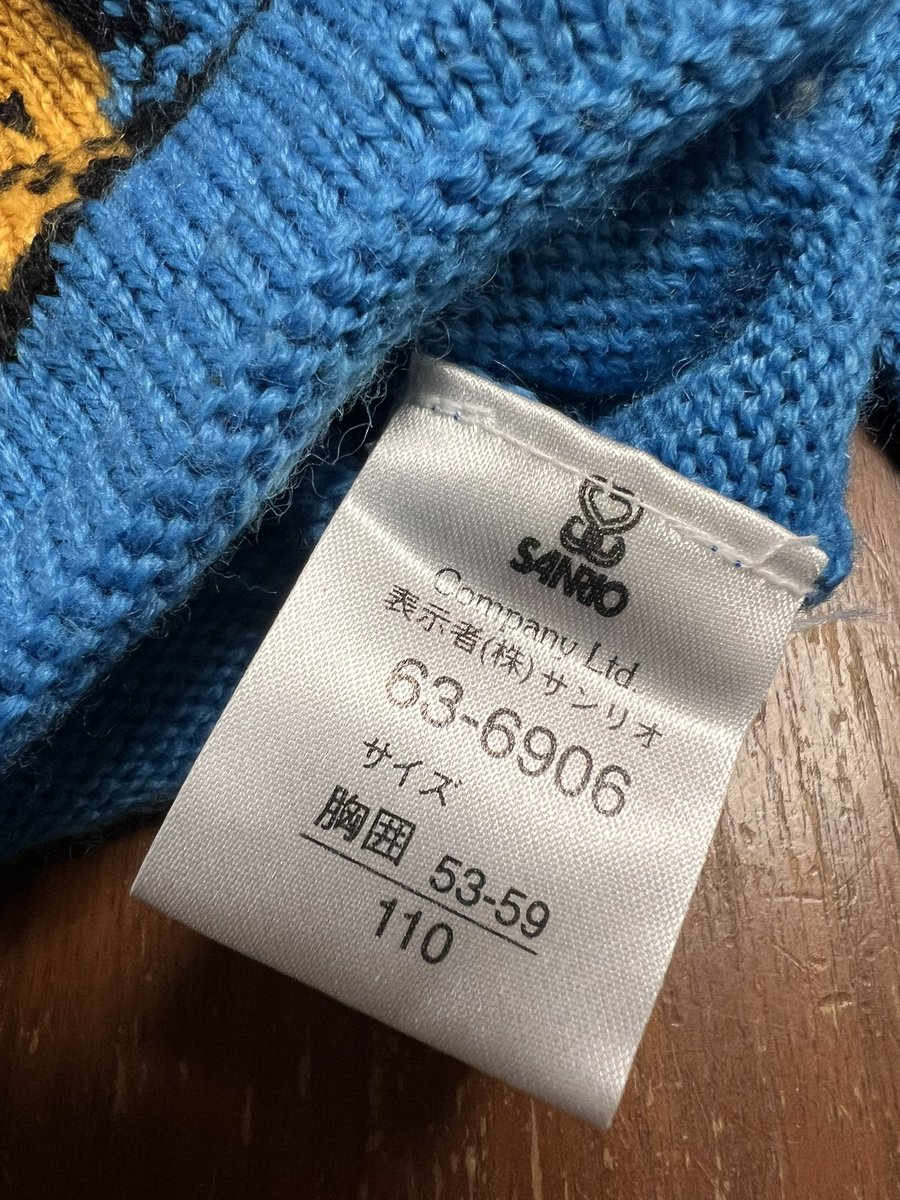 SANRIO
Company Ltd.
表示者(株)サンリオ
63-6906
サイズ
胸囲 53-59
110